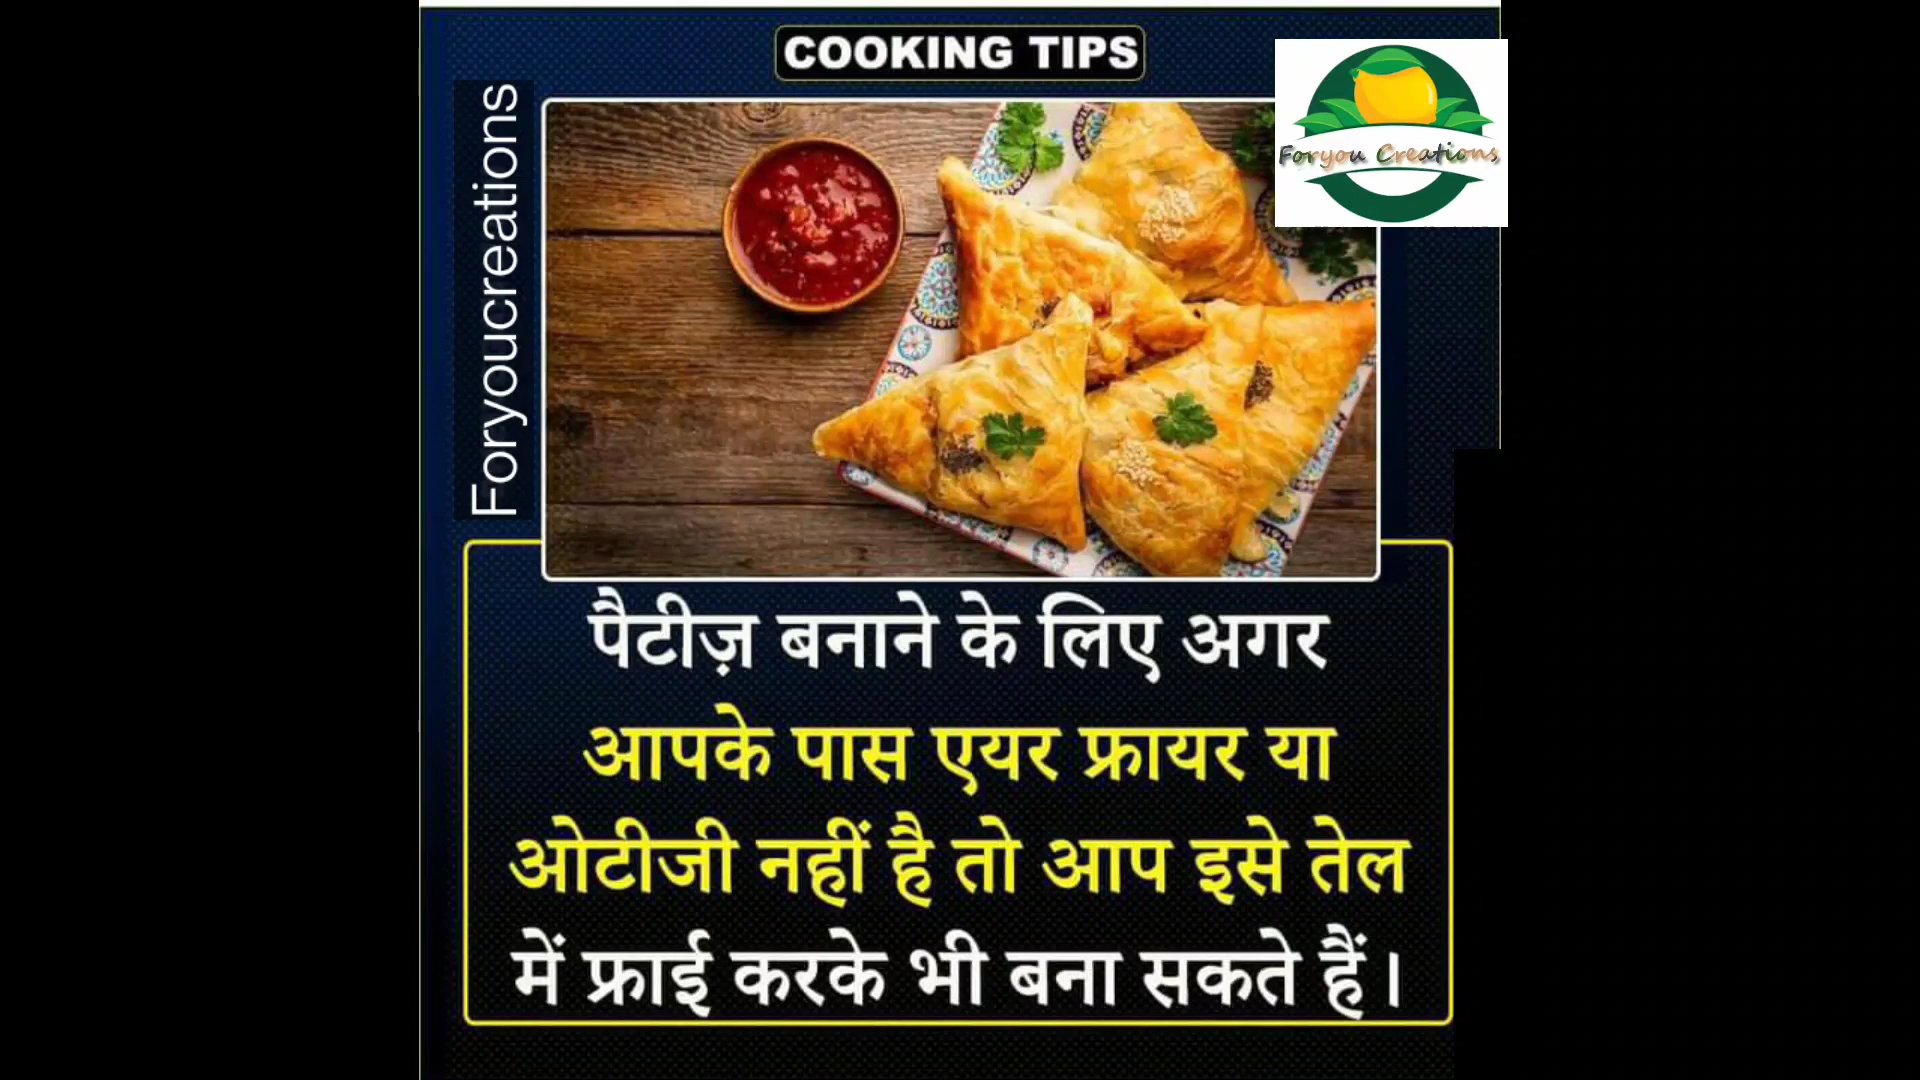 COOKING TIPS
Foryou Creations
Foryoucreations
पैटीज़ बनाने के लिए अगर
आपके पास एयर फ्रायर या
ओटीजी नहीं है तो आप इसे तेल
में फ्राई करके भी बना सकते हैं।